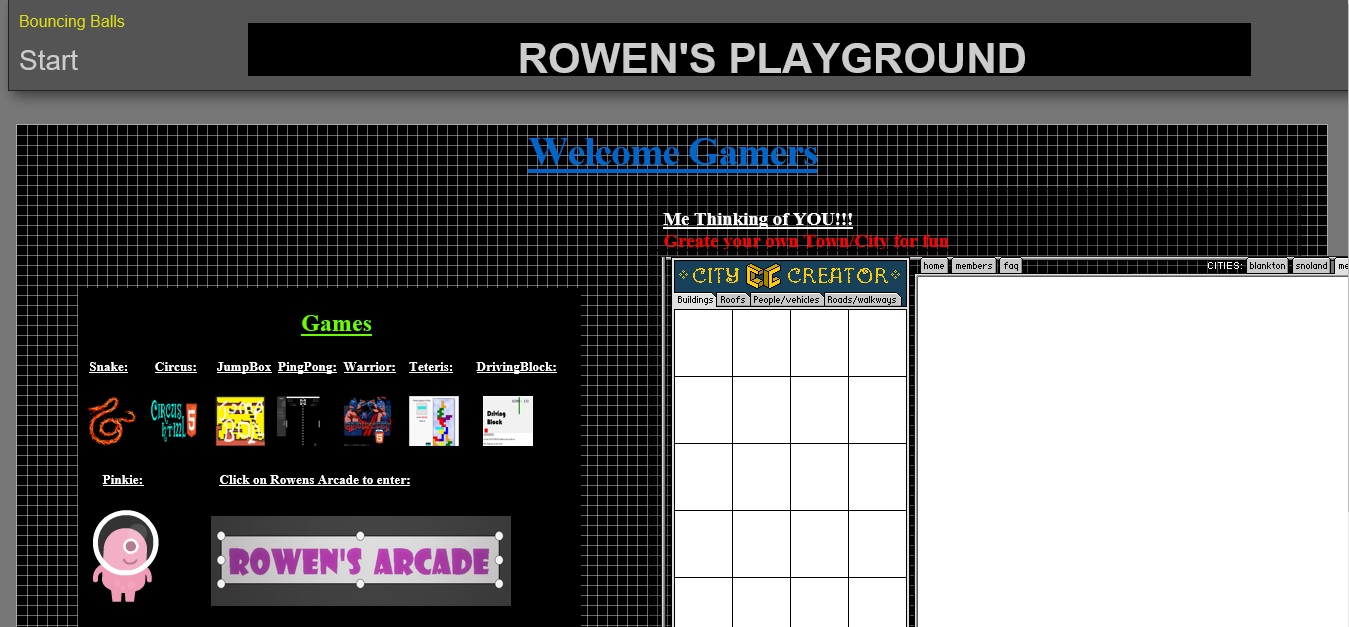 Bouncing Balls
Start
ROWEN'S PLAYGROUND
Welcome Gamers
Me Thinking of YOU!!!
Greate your own Town/City for fun
CITY CC CREATOR
home members faq CITIES: blankton snoland me
Buildings Roofs People/vehicles Roads/walkways
Games
Snake: Circus: JumpBox PingPong: Warrior: Teteris: DrivingBlock:
CIRCUS
5
Driving
Block
Pinkie: Click on Rowens Arcade to enter:
ROWEN'S ARCADE